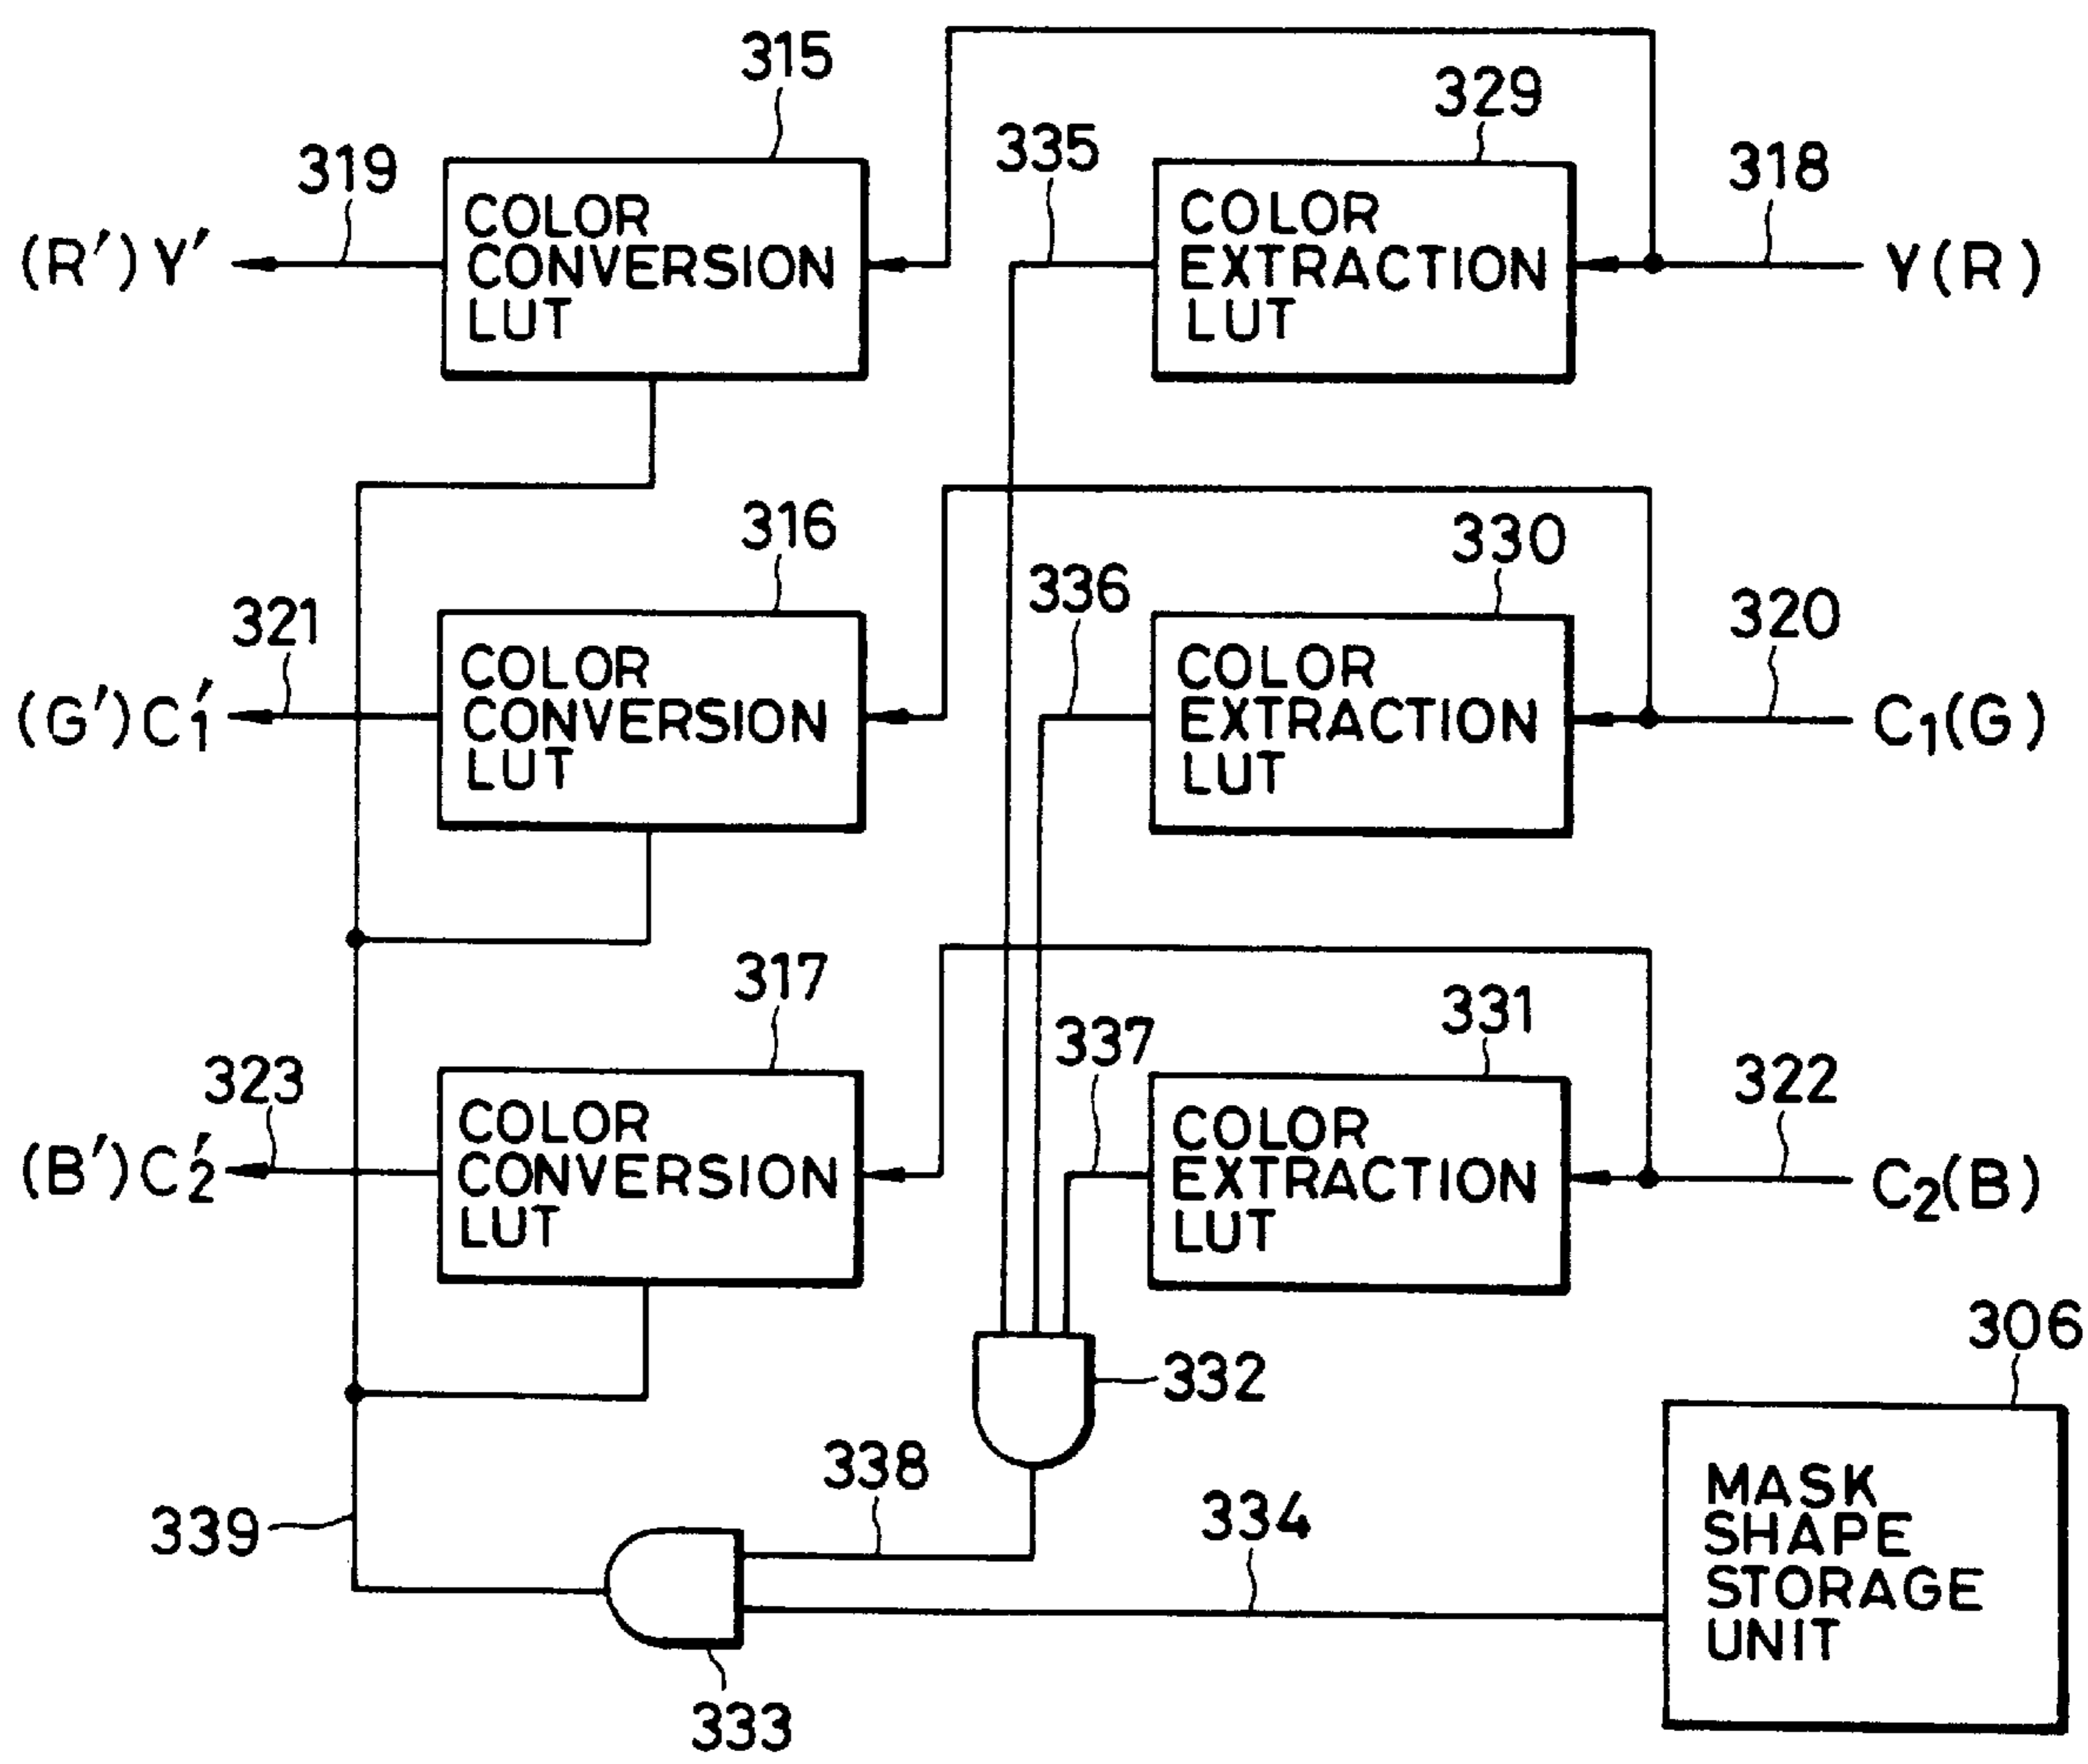 315
329
335
318
319
COLOR
CONVERSION
LUT
COLOR
EXTRACTION
LUT
(R′)Y′
Y(R)
316
330
336
320
321
COLOR
CONVERSION
LUT
COLOR
EXTRACTION
LUT
(G′)C₁′
C₁(G)
317
331
337
322
323
COLOR
CONVERSION
LUT
COLOR
EXTRACTION
LUT
(B′)C₂′
C₂(B)
306
332
338
334
339
MASK
SHAPE
STORAGE
UNIT
333